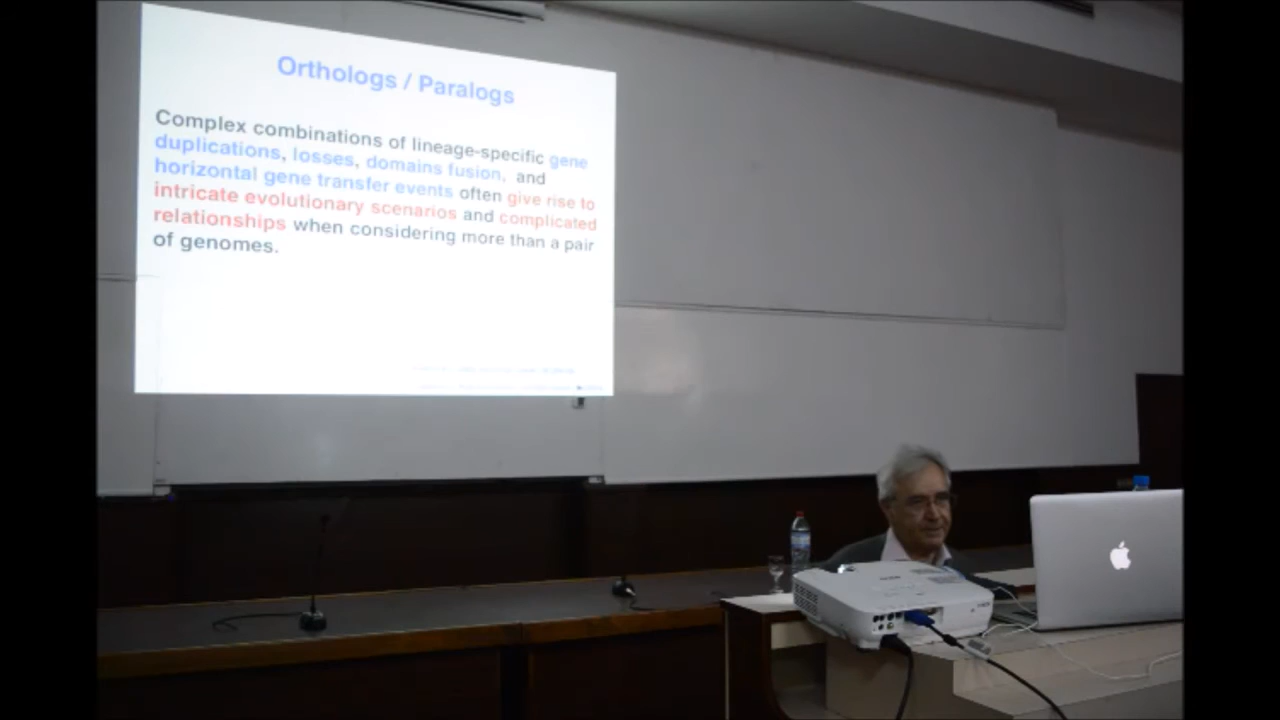 Orthologs / Paralogs
Complex combinations of lineage-specific gene
duplications, losses, domains fusion, and
horizontal gene transfer events often give rise to
intricate evolutionary scenarios and complicated
relationships when considering more than a pair
of genomes.